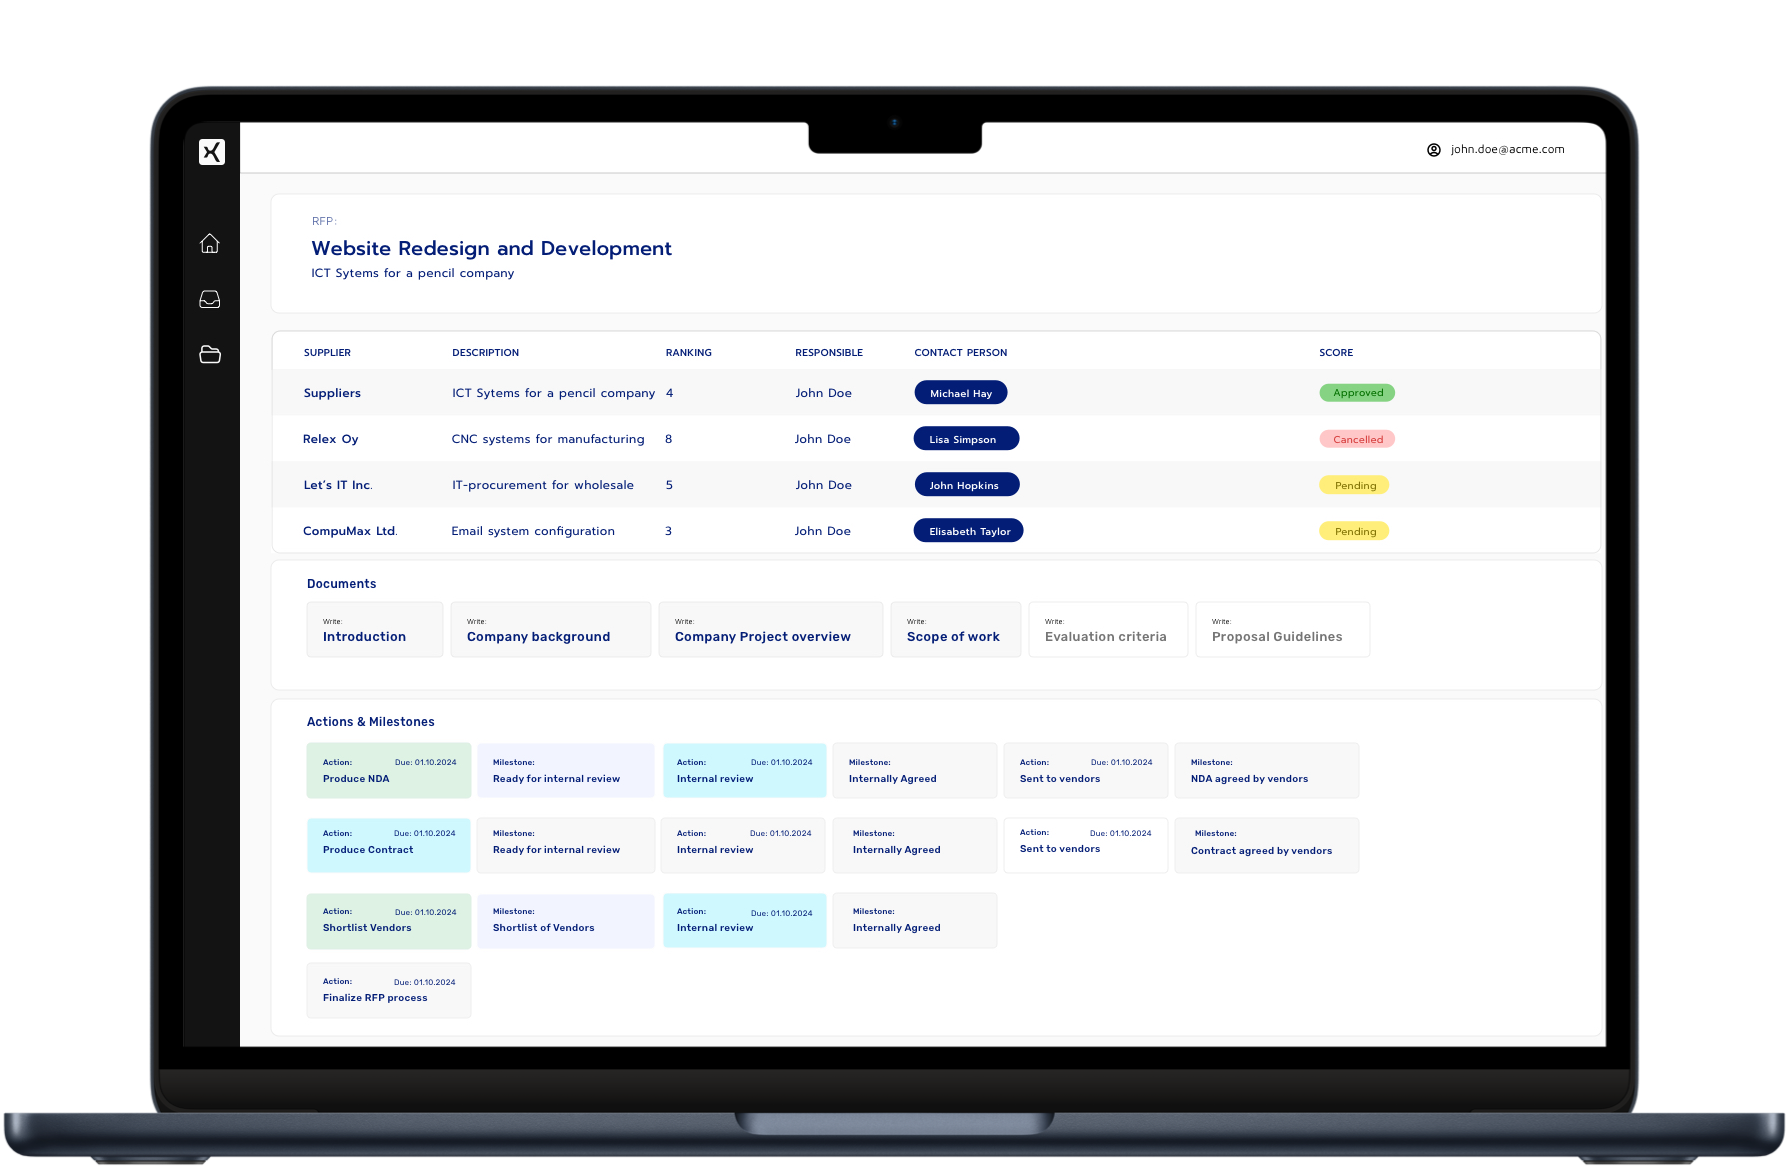 john.doe@acme.com
RFP:
Website Redesign and Development
ICT Sytems for a pencil company
SUPPLIER DESCRIPTION RANKING RESPONSIBLE CONTACT PERSON SCORE
Suppliers ICT Sytems for a pencil company 4 John Doe Michael Hay Approved
Relex Oy CNC systems for manufacturing 8 John Doe Lisa Simpson Cancelled
Let's IT Inc. IT-procurement for wholesale 5 John Doe John Hopkins Pending
CompuMax Ltd. Email system configuration 3 John Doe Elisabeth Taylor Pending
Documents
Write: Write: Write: Write: Write: Write:
Introduction Company background Company Project overview Scope of work Evaluation criteria Proposal Guidelines
Actions & Milestones
Action: Due: 01.10.2024 Milestone: Action: Due: 01.10.2024 Milestone: Action: Due: 01.10.2024 Milestone:
Produce NDA Ready for internal review Internal review Internally Agreed Sent to vendors NDA agreed by vendors
Action: Due: 01.10.2024 Milestone: Action: Due: 01.10.2024 Milestone: Action: Due: 01.10.2024 Milestone:
Produce Contract Ready for internal review Internal review Internally Agreed Sent to vendors Contract agreed by vendors
Action: Due: 01.10.2024 Milestone: Action: Due: 01.10.2024 Milestone:
Shortlist Vendors Shortlist of Vendors Internal review Internally Agreed
Action: Due: 01.10.2024
Finalize RFP process